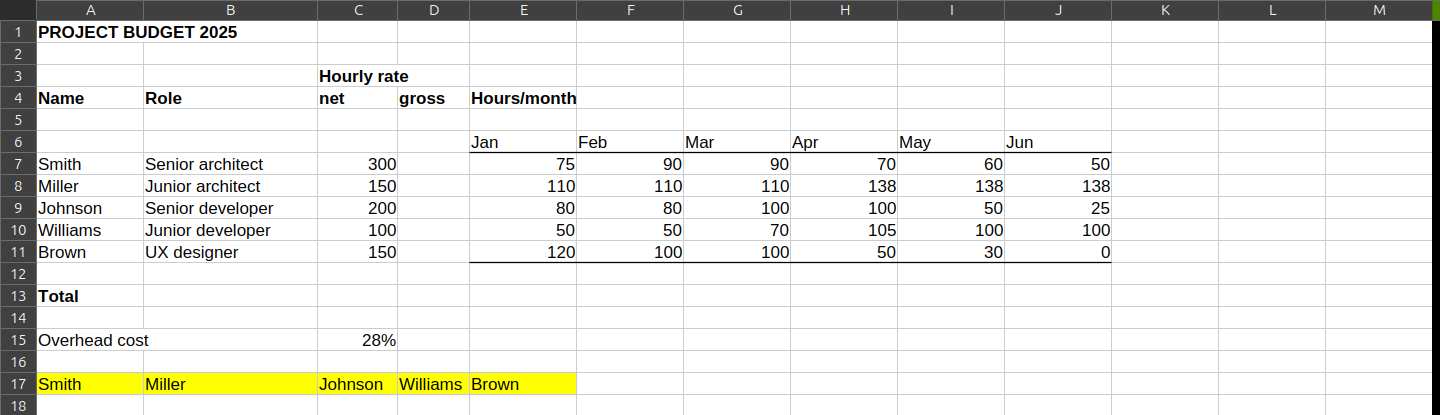 A B C D E F G H I J K L M
1 PROJECT BUDGET 2025
2
3 Hourly rate
4 Name Role net gross Hours/month
5
6 Jan Feb Mar Apr May Jun
7 Smith Senior architect 300 75 90 90 70 60 50
8 Miller Junior architect 150 110 110 110 138 138 138
9 Johnson Senior developer 200 80 80 100 100 50 25
10 Williams Junior developer 100 50 50 70 105 100 100
11 Brown UX designer 150 120 100 100 50 30 0
12
13 Total
14
15 Overhead cost 28%
16
17 Smith Miller Johnson Williams Brown
18